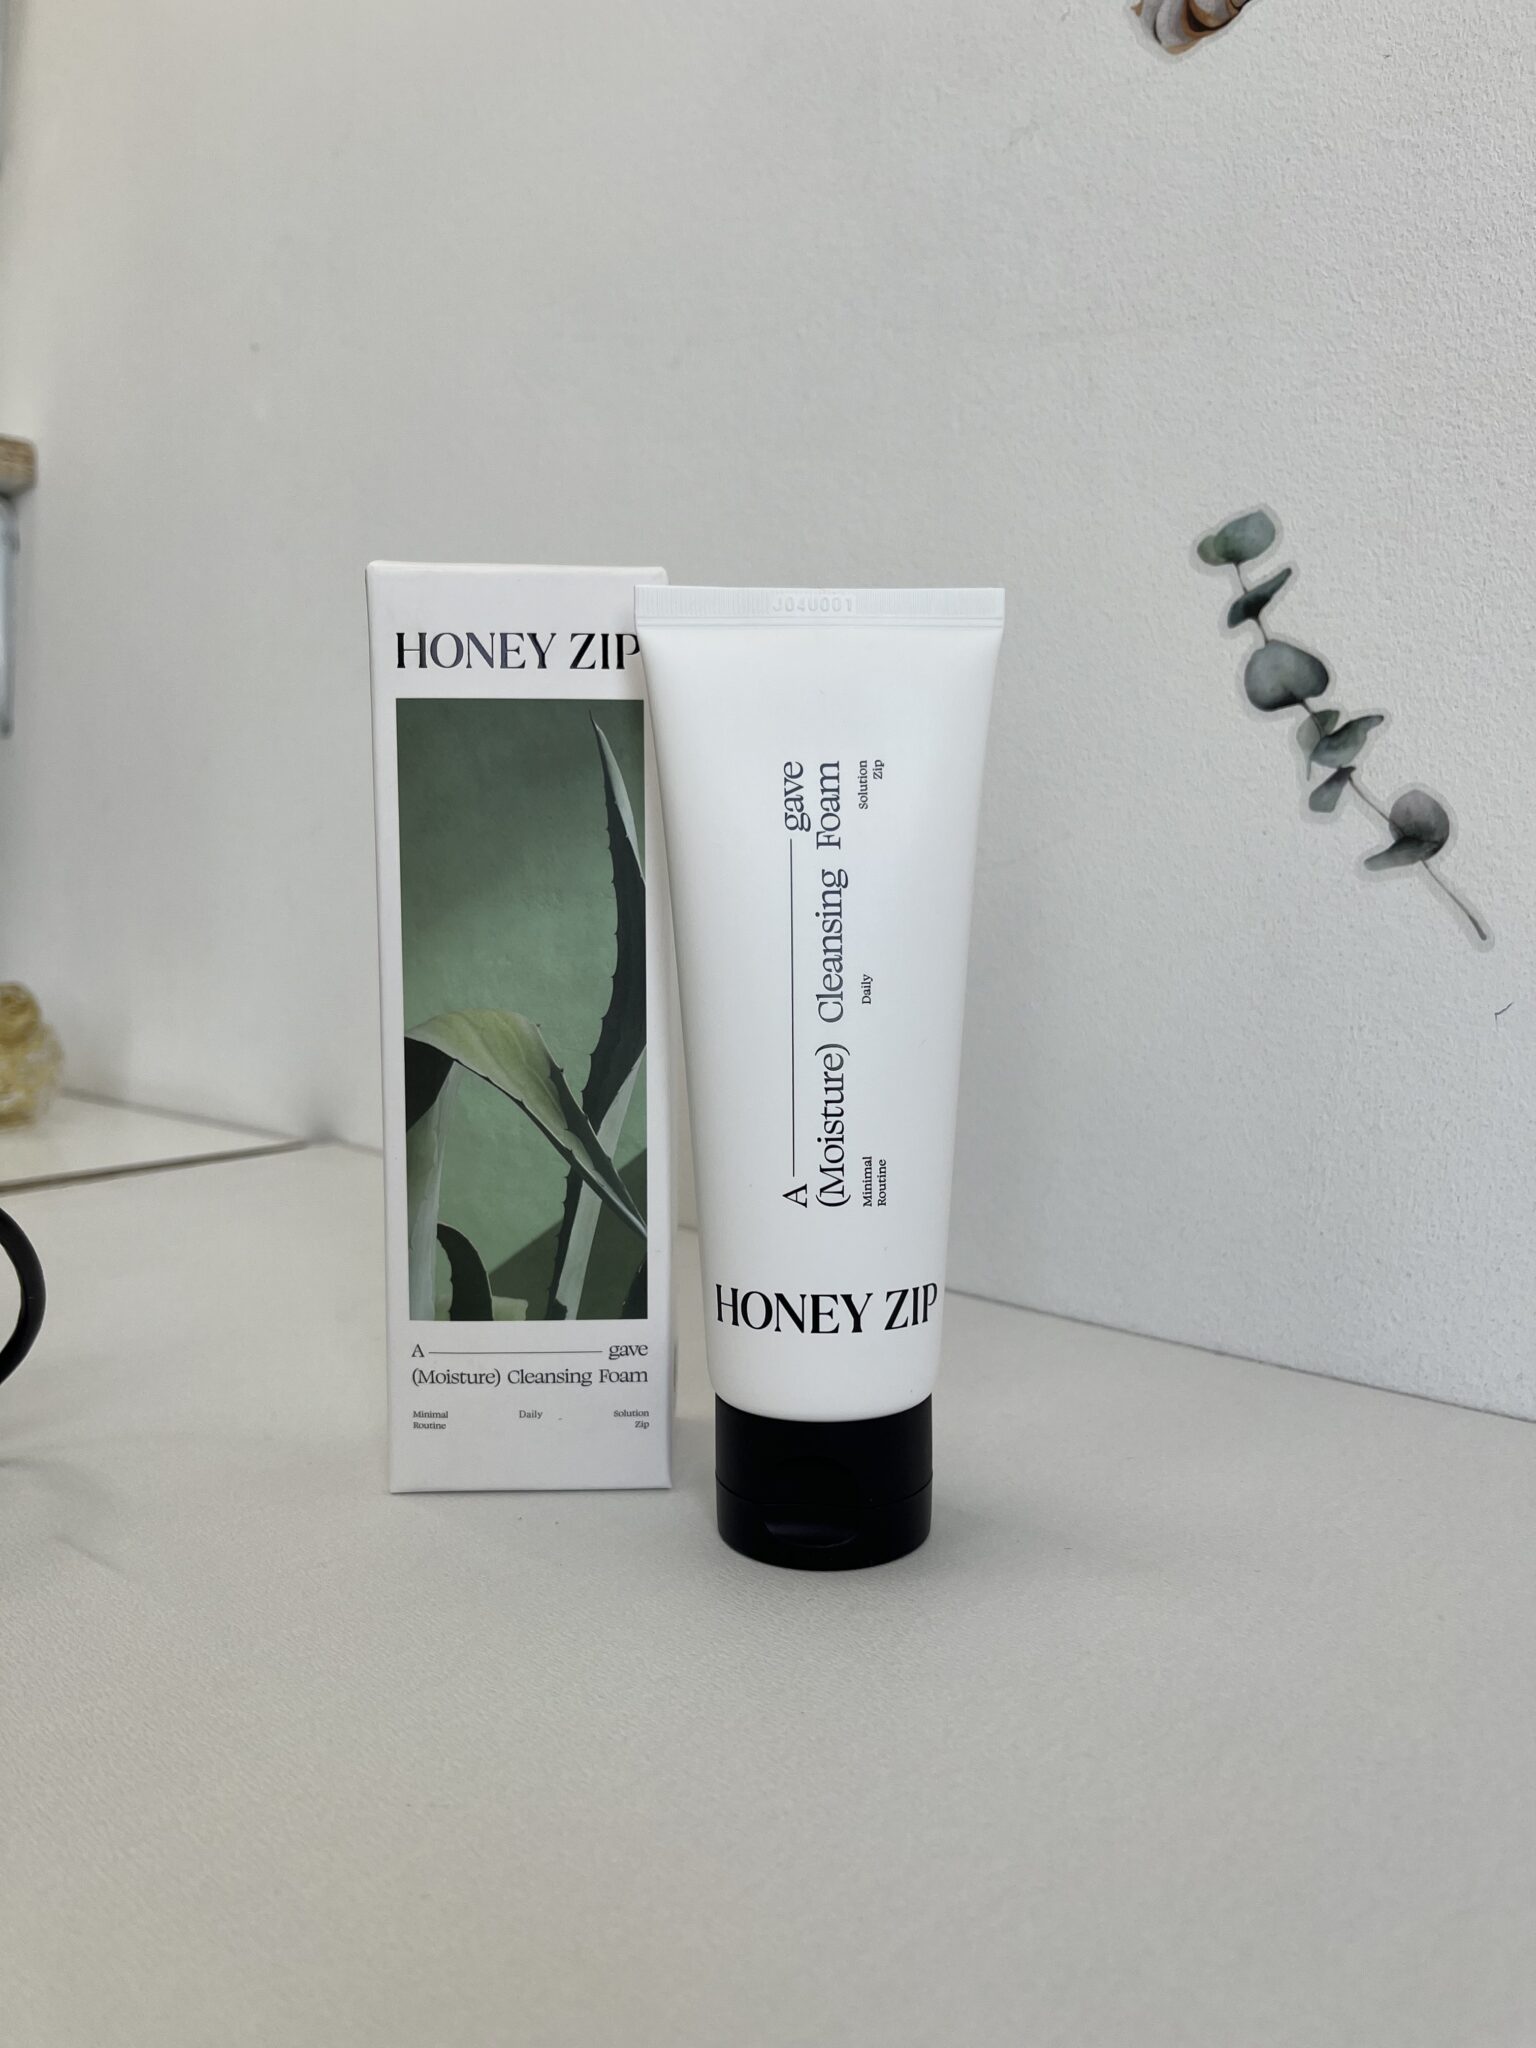 HONEY ZIP
A gave
(Moisture) Cleansing Foam
Minimal Routine
Daily
Solution Zip
J04U001
A gave
(Moisture) Cleansing Foam
Minimal Routine
Daily
Solution Zip
HONEY ZIP